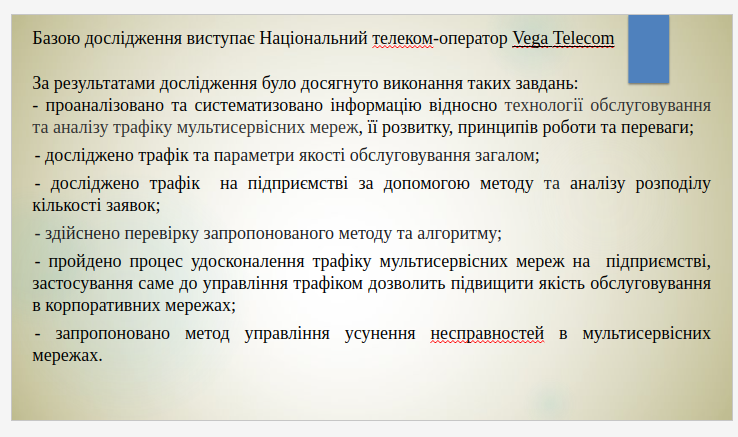 Базою дослідження виступає Національний телеком-оператор Vega Telecom
За результатами дослідження було досягнуто виконання таких завдань:
- проаналізовано та систематизовано інформацію відносно технології обслуговування
та аналізу трафіку мультисервісних мереж, її розвитку, принципів роботи та переваги;
- досліджено трафік та параметри якості обслуговування загалом;
- досліджено трафік на підприємстві за допомогою методу та аналізу розподілу
кількості заявок;
- здійснено перевірку запропонованого методу та алгоритму;
- пройдено процес удосконалення трафіку мультисервісних мереж на підприємстві,
застосування саме до управління трафіком дозволить підвищити якість обслуговування
в корпоративних мережах;
- запропоновано метод управління усунення несправностей в мультисервісних
мережах.